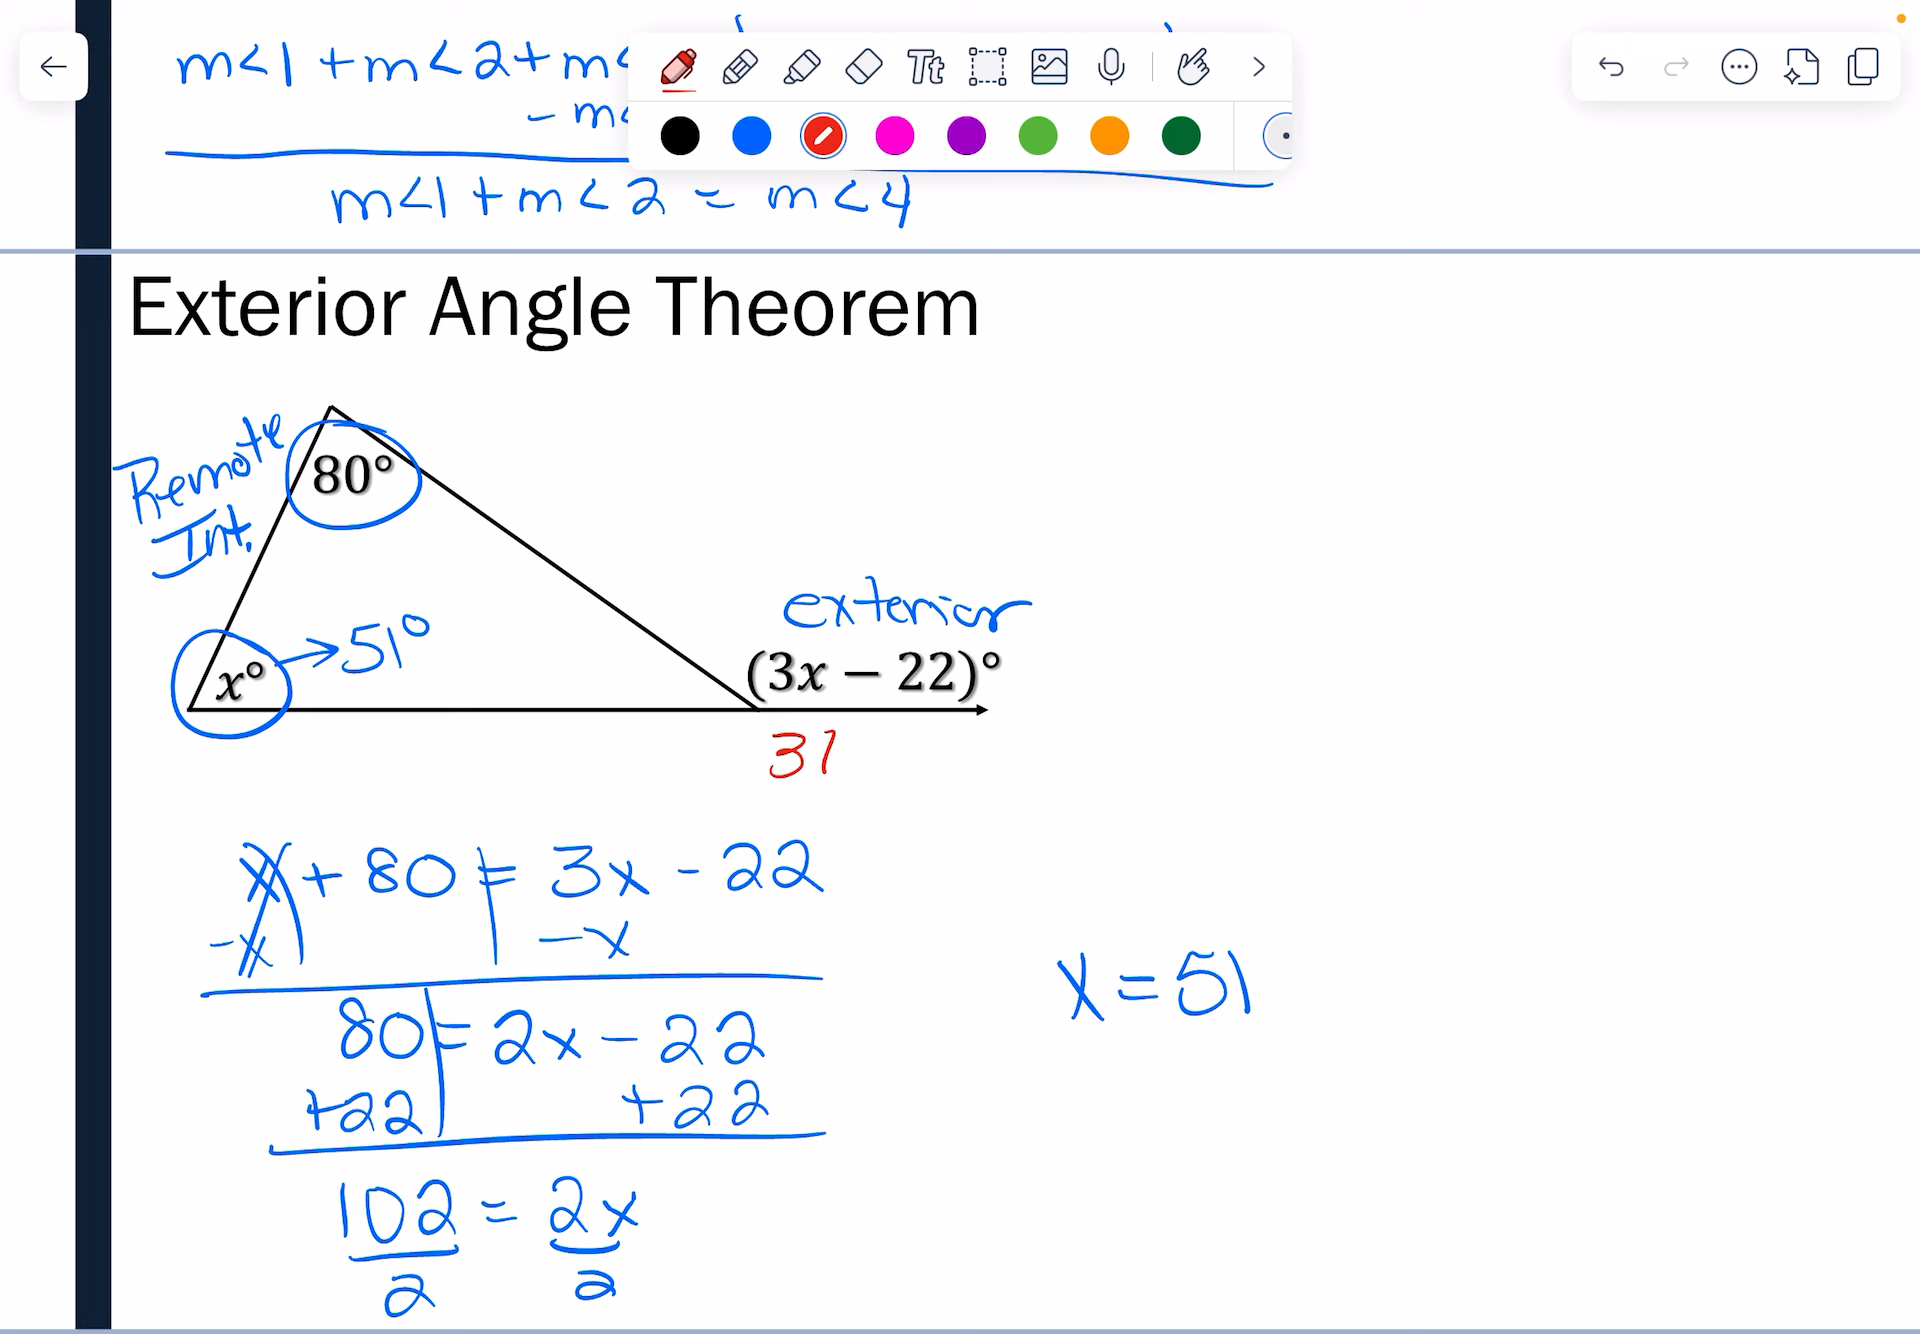 m<1 + m<2 + m<
- m<
m<1 + m<2 = m<4
Tt
Exterior Angle Theorem
Remote
Int.
80°
x°
→ 51°
exterior
(3x − 22)°
31
x + 80 = 3x - 22
-x -x
80 = 2x - 22
+22 +22
102 = 2x
2 2
x = 51